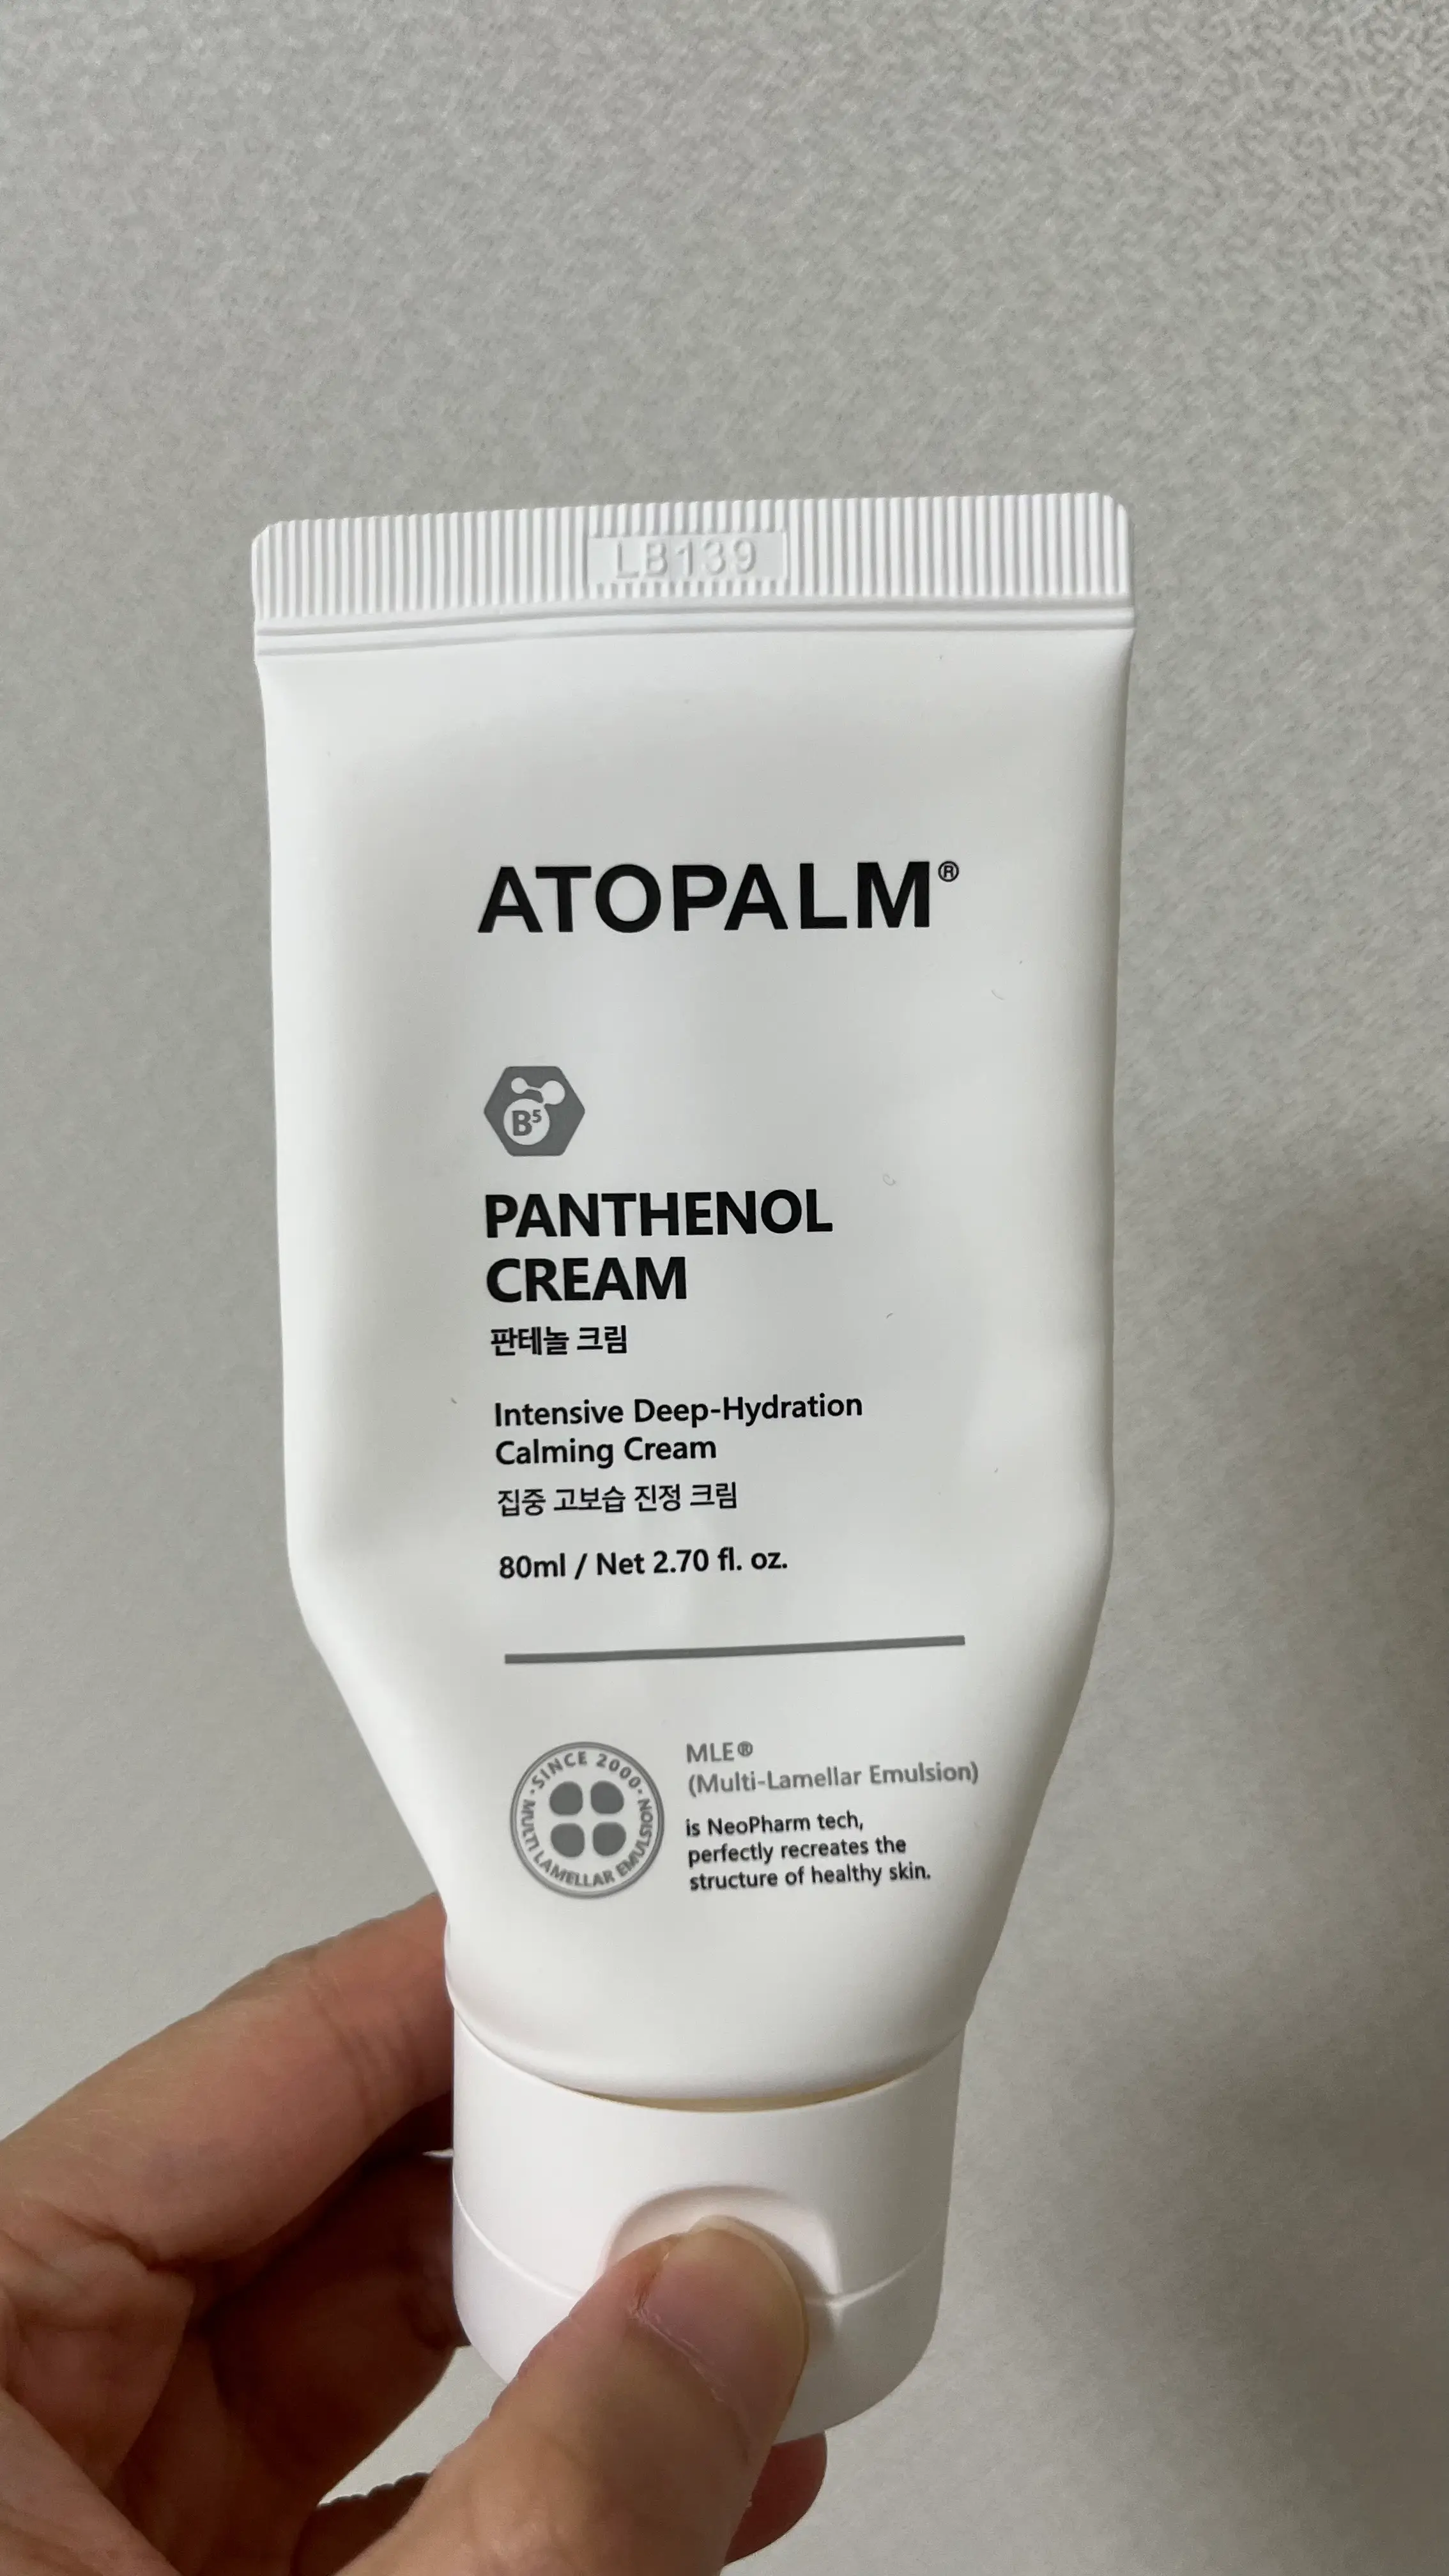 LB139
ATOPALM®
B⁵
PANTHENOL
CREAM
판테놀 크림
Intensive Deep-Hydration
Calming Cream
집중 고보습 진정 크림
80ml / Net 2.70 fl. oz.
·SINCE 2000·
MULTI LAMELLAR EMULSION
MLE®
(Multi-Lamellar Emulsion)
is NeoPharm tech,
perfectly recreates the
structure of healthy skin.